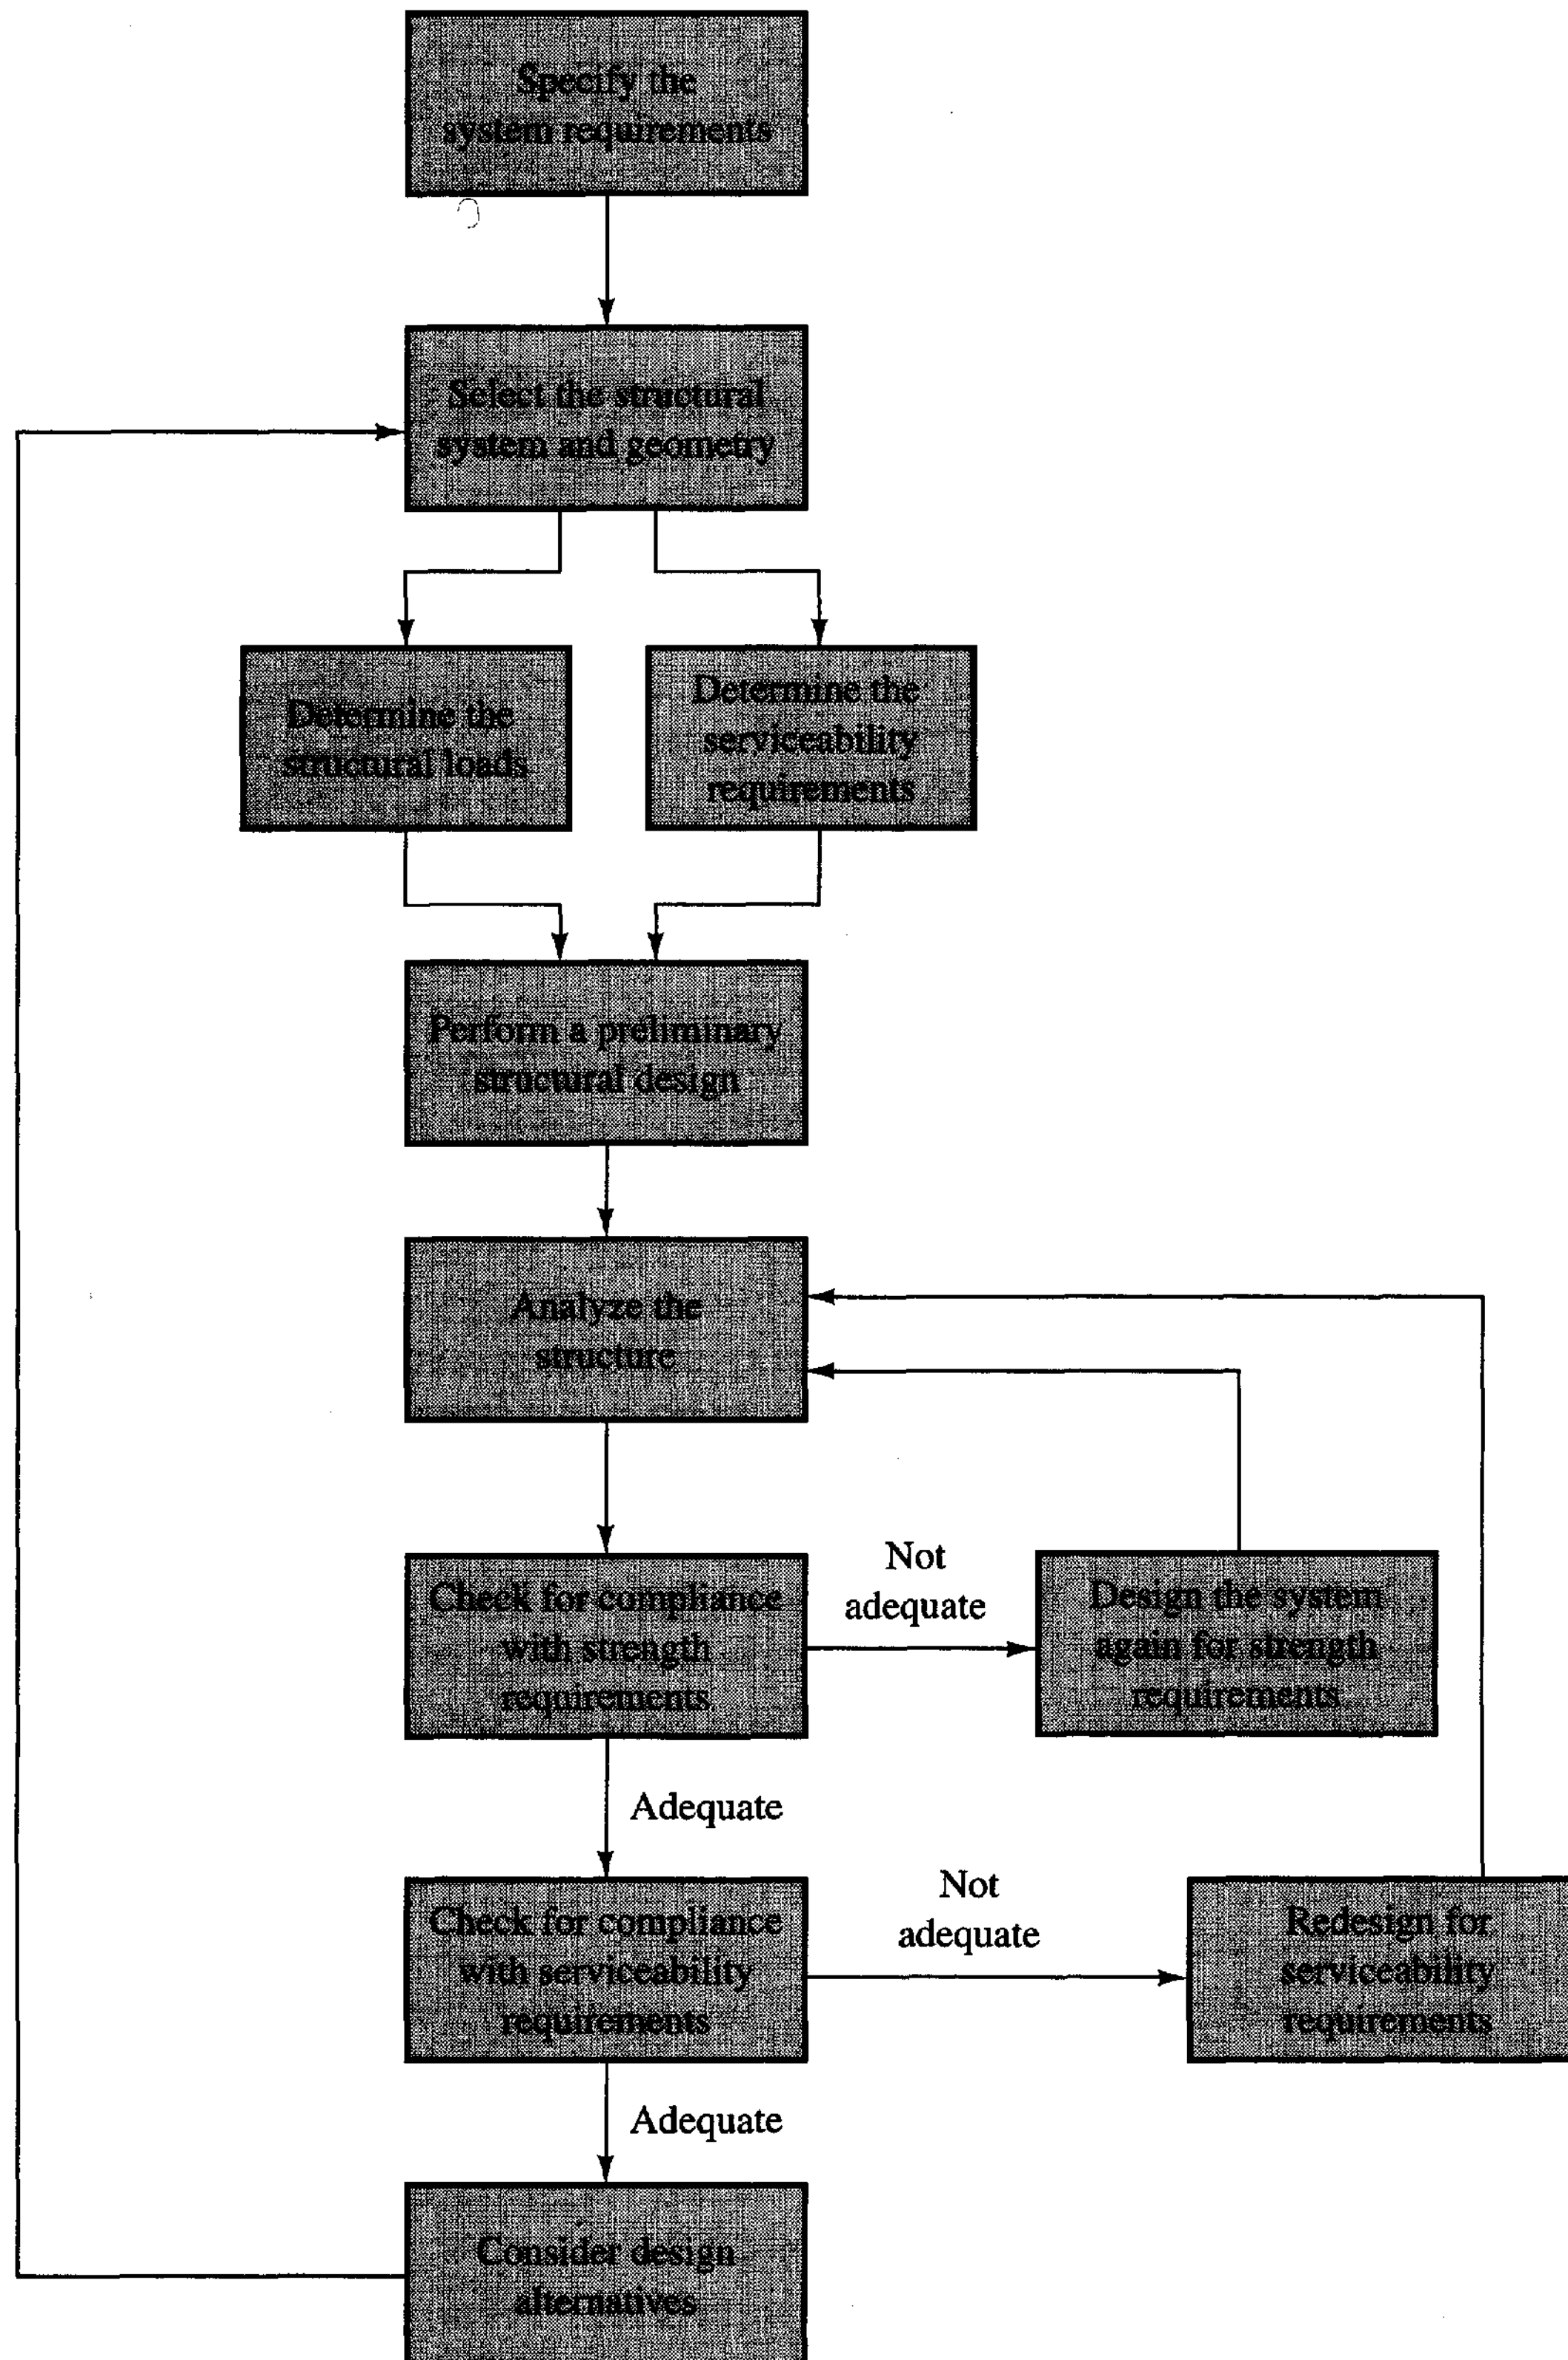 Specify the
system requirements
Select the structural
system and geometry
Determine the
structural loads
Determine the
serviceability
requirements
Perform a preliminary
structural design
Analyze the
structure
Check for compliance
with strength
requirements
Not
adequate
Design the system
again for strength
requirements
Adequate
Check for compliance
with serviceability
requirements
Not
adequate
Redesign for
serviceability
requirements
Adequate
Consider design
alternatives